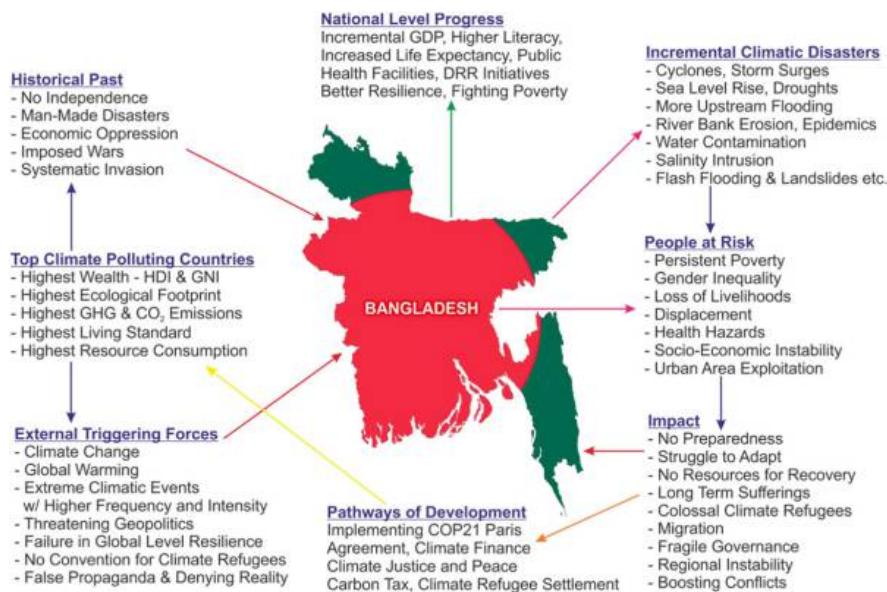 National Level Progress
Incremental GDP, Higher Literacy,
Increased Life Expectancy, Public
Health Facilities, DRR Initiatives
Better Resilience, Fighting Poverty
Historical Past
- No Independence
- Man-Made Disasters
- Economic Oppression
- Imposed Wars
- Systematic Invasion
Incremental Climatic Disasters
- Cyclones, Storm Surges
- Sea Level Rise, Droughts
- More Upstream Flooding
- River Bank Erosion, Epidemics
- Water Contamination
- Salinity Intrusion
- Flash Flooding & Landslides etc.
Top Climate Polluting Countries
- Highest Wealth - HDI & GNI
- Highest Ecological Footprint
- Highest GHG & CO₂ Emissions
- Highest Living Standard
- Highest Resource Consumption
BANGLADESH
People at Risk
- Persistent Poverty
- Gender Inequality
- Loss of Livelihoods
- Displacement
- Health Hazards
- Socio-Economic Instability
- Urban Area Exploitation
External Triggering Forces
- Climate Change
- Global Warming
- Extreme Climatic Events
w/ Higher Frequency and Intensity
- Threatening Geopolitics
- Failure in Global Level Resilience
- No Convention for Climate Refugees
- False Propaganda & Denying Reality
Pathways of Development
Implementing COP21 Paris
Agreement, Climate Finance
Climate Justice and Peace
Carbon Tax, Climate Refugee Settlement
Impact
- No Preparedness
- Struggle to Adapt
- No Resources for Recovery
- Long Term Sufferings
- Colossal Climate Refugees
- Migration
- Fragile Governance
- Regional Instability
- Boosting Conflicts